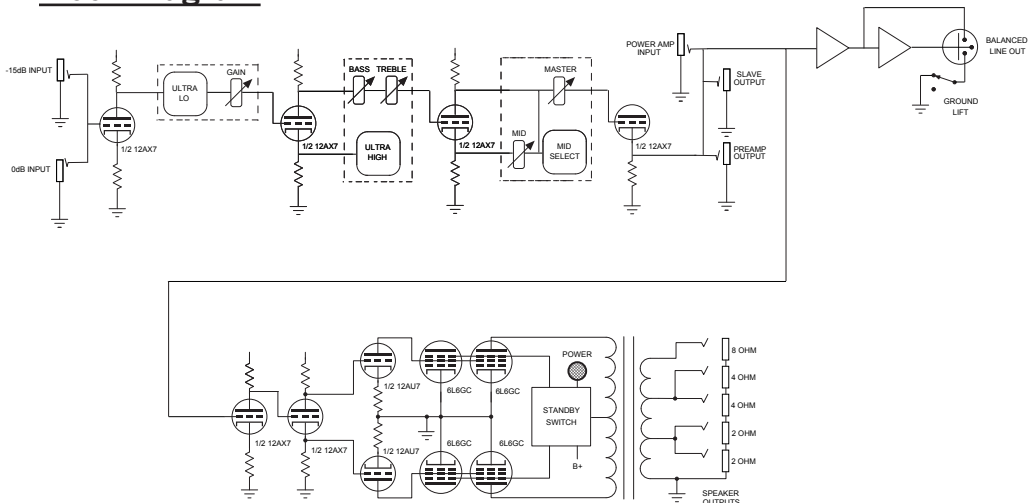 -15dB INPUT
0dB INPUT
1/2 12AX7
ULTRA
LO
GAIN
1/2 12AX7
BASS TREBLE
ULTRA
HIGH
1/2 12AX7
MASTER
MID
MID
SELECT
1/2 12AX7
POWER AMP
INPUT
SLAVE
OUTPUT
PREAMP
OUTPUT
BALANCED
LINE OUT
GROUND
LIFT
1/2 12AX7
1/2 12AX7
1/2 12AU7
1/2 12AU7
6L6GC
6L6GC
6L6GC
6L6GC
POWER
STANDBY
SWITCH
B+
8 OHM
4 OHM
4 OHM
2 OHM
2 OHM
SPEAKER
OUTPUTS